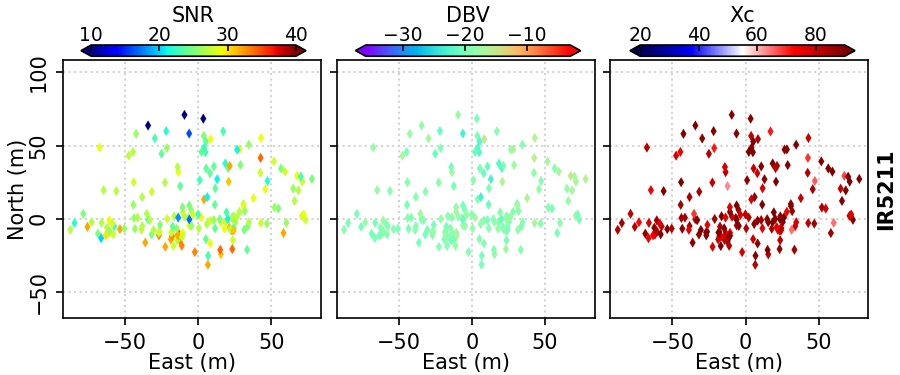 SNR DBV Xc
10 20 30 40 −30 −20 −10 20 40 60 80
100
50
0
−50
North (m)
IR5211
−50 0 50 −50 0 50 −50 0 50
East (m) East (m) East (m)